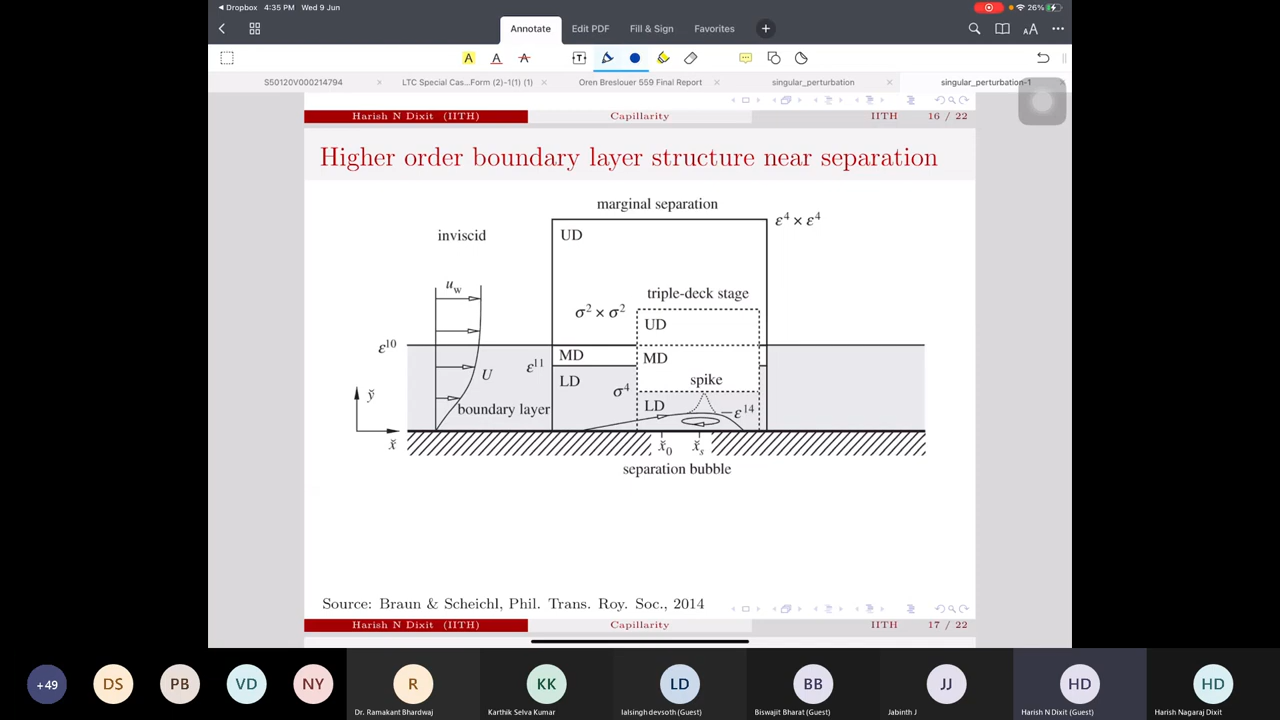 Dropbox 4:35 PM Wed 9 Jun 26%
Annotate Edit PDF Fill & Sign Favorites
S50120V000214794 LTC Special Cas...Form (2)-1(1) (1) Oren Breslouer 559 Final Report singular_perturbation singular_perturbation-1
Harish N Dixit (IITH) Capillarity IITH 16 / 22
Higher order boundary layer structure near separation
marginal separation
ε⁴ × ε⁴
inviscid
UD
u_w
triple-deck stage
σ² × σ²
UD
ε¹⁰
MD
MD
ε¹¹
U
LD
spike
σ⁴
y̌
boundary layer
LD
ε¹⁴
x̌
x̌₀ x̌ₛ
separation bubble
Source: Braun & Scheichl, Phil. Trans. Roy. Soc., 2014
Harish N Dixit (IITH) Capillarity IITH 17 / 22
+49 DS PB VD NY R KK LD BB JJ HD HD
Dr. Ramakant Bhardwaj Karthik Selva Kumar lalsingh devsoth (Guest) Biswajit Bharat (Guest) Jabinth J Harish N Dixit (Guest) Harish Nagaraj Dixit